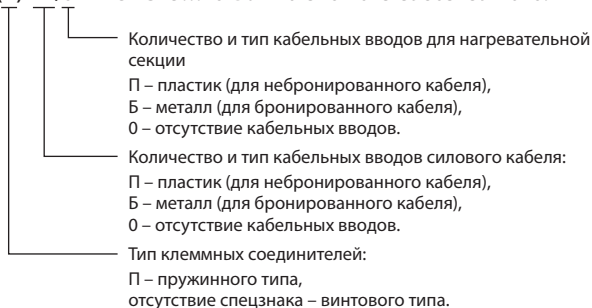 Количество и тип кабельных вводов для нагревательной
секции
П – пластик (для небронированного кабеля),
Б – металл (для бронированного кабеля),
0 – отсутствие кабельных вводов.
Количество и тип кабельных вводов силового кабеля:
П – пластик (для небронированного кабеля),
Б – металл (для бронированного кабеля),
0 – отсутствие кабельных вводов.
Тип клеммных соединителей:
П – пружинного типа,
отсутствие спецзнака – винтового типа.